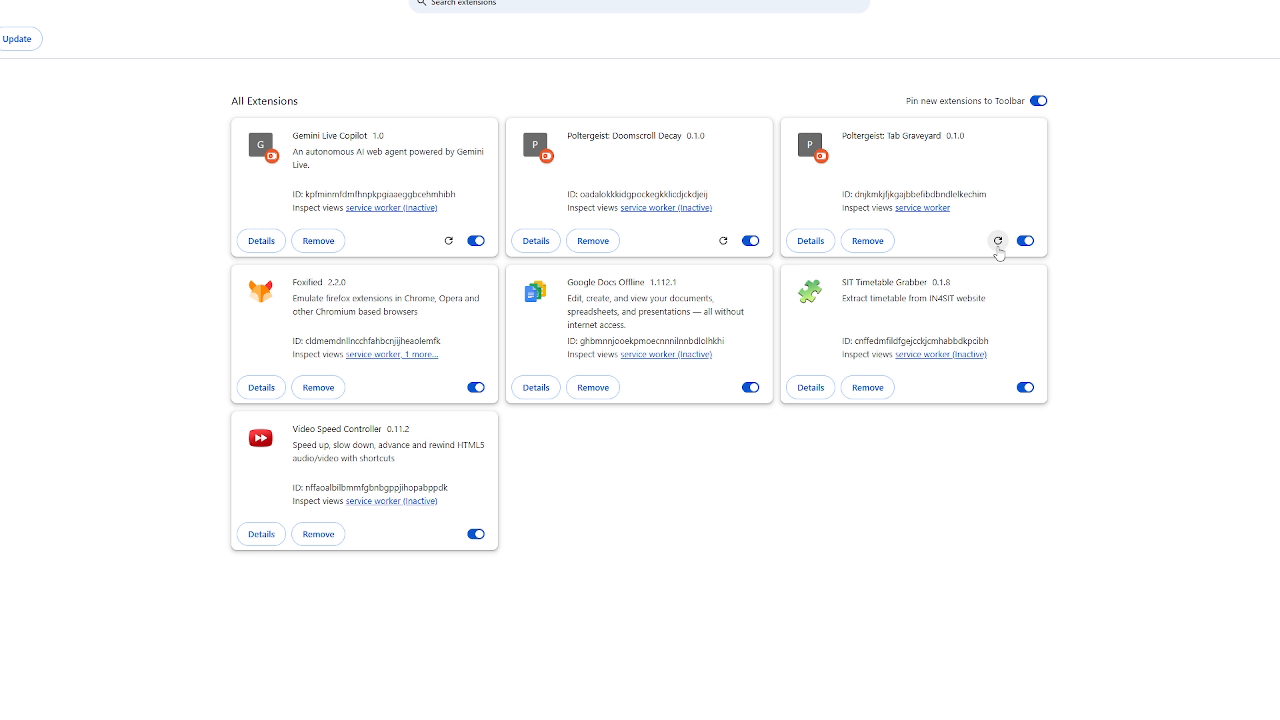 Search extensions
Update
All Extensions
Pin new extensions to Toolbar
G
Gemini Live Copilot 1.0
An autonomous AI web agent powered by Gemini
Live.
ID: kpfminmfdmfhnpkpgiaaeggbcehmhibh
Inspect views service worker (Inactive)
Details
Remove
P
Poltergeist: Doomscroll Decay 0.1.0
ID: oadalokkkidgpockegkklicdjckdjeij
Inspect views service worker (Inactive)
Details
Remove
P
Poltergeist: Tab Graveyard 0.1.0
ID: dnjkmkjfjkgajbbefibdbndlelkechim
Inspect views service worker
Details
Remove
Foxified 2.2.0
Emulate firefox extensions in Chrome, Opera and
other Chromium based browsers
ID: cldmemdnllncchfahbcnjijheaolemfk
Inspect views service worker, 1 more...
Details
Remove
Google Docs Offline 1.112.1
Edit, create, and view your documents,
spreadsheets, and presentations — all without
internet access.
ID: ghbmnnjooekpmoecnnnilnnbdlolhkhi
Inspect views service worker (Inactive)
Details
Remove
SIT Timetable Grabber 0.1.8
Extract timetable from IN4SIT website
ID: cnffedmfildfgejcckjcmhabbdkpcibh
Inspect views service worker (Inactive)
Details
Remove
Video Speed Controller 0.11.2
Speed up, slow down, advance and rewind HTML5
audio/video with shortcuts
ID: nffaoalbilbmmfgbnbgppjihopabppdk
Inspect views service worker (Inactive)
Details
Remove